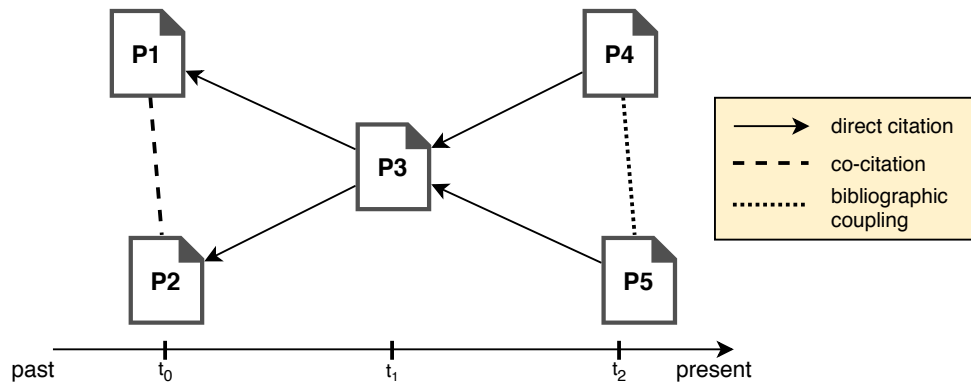 P1
P4
P3
P2
P5
direct citation
co-citation
bibliographic
coupling
past
t0
t1
t2
present